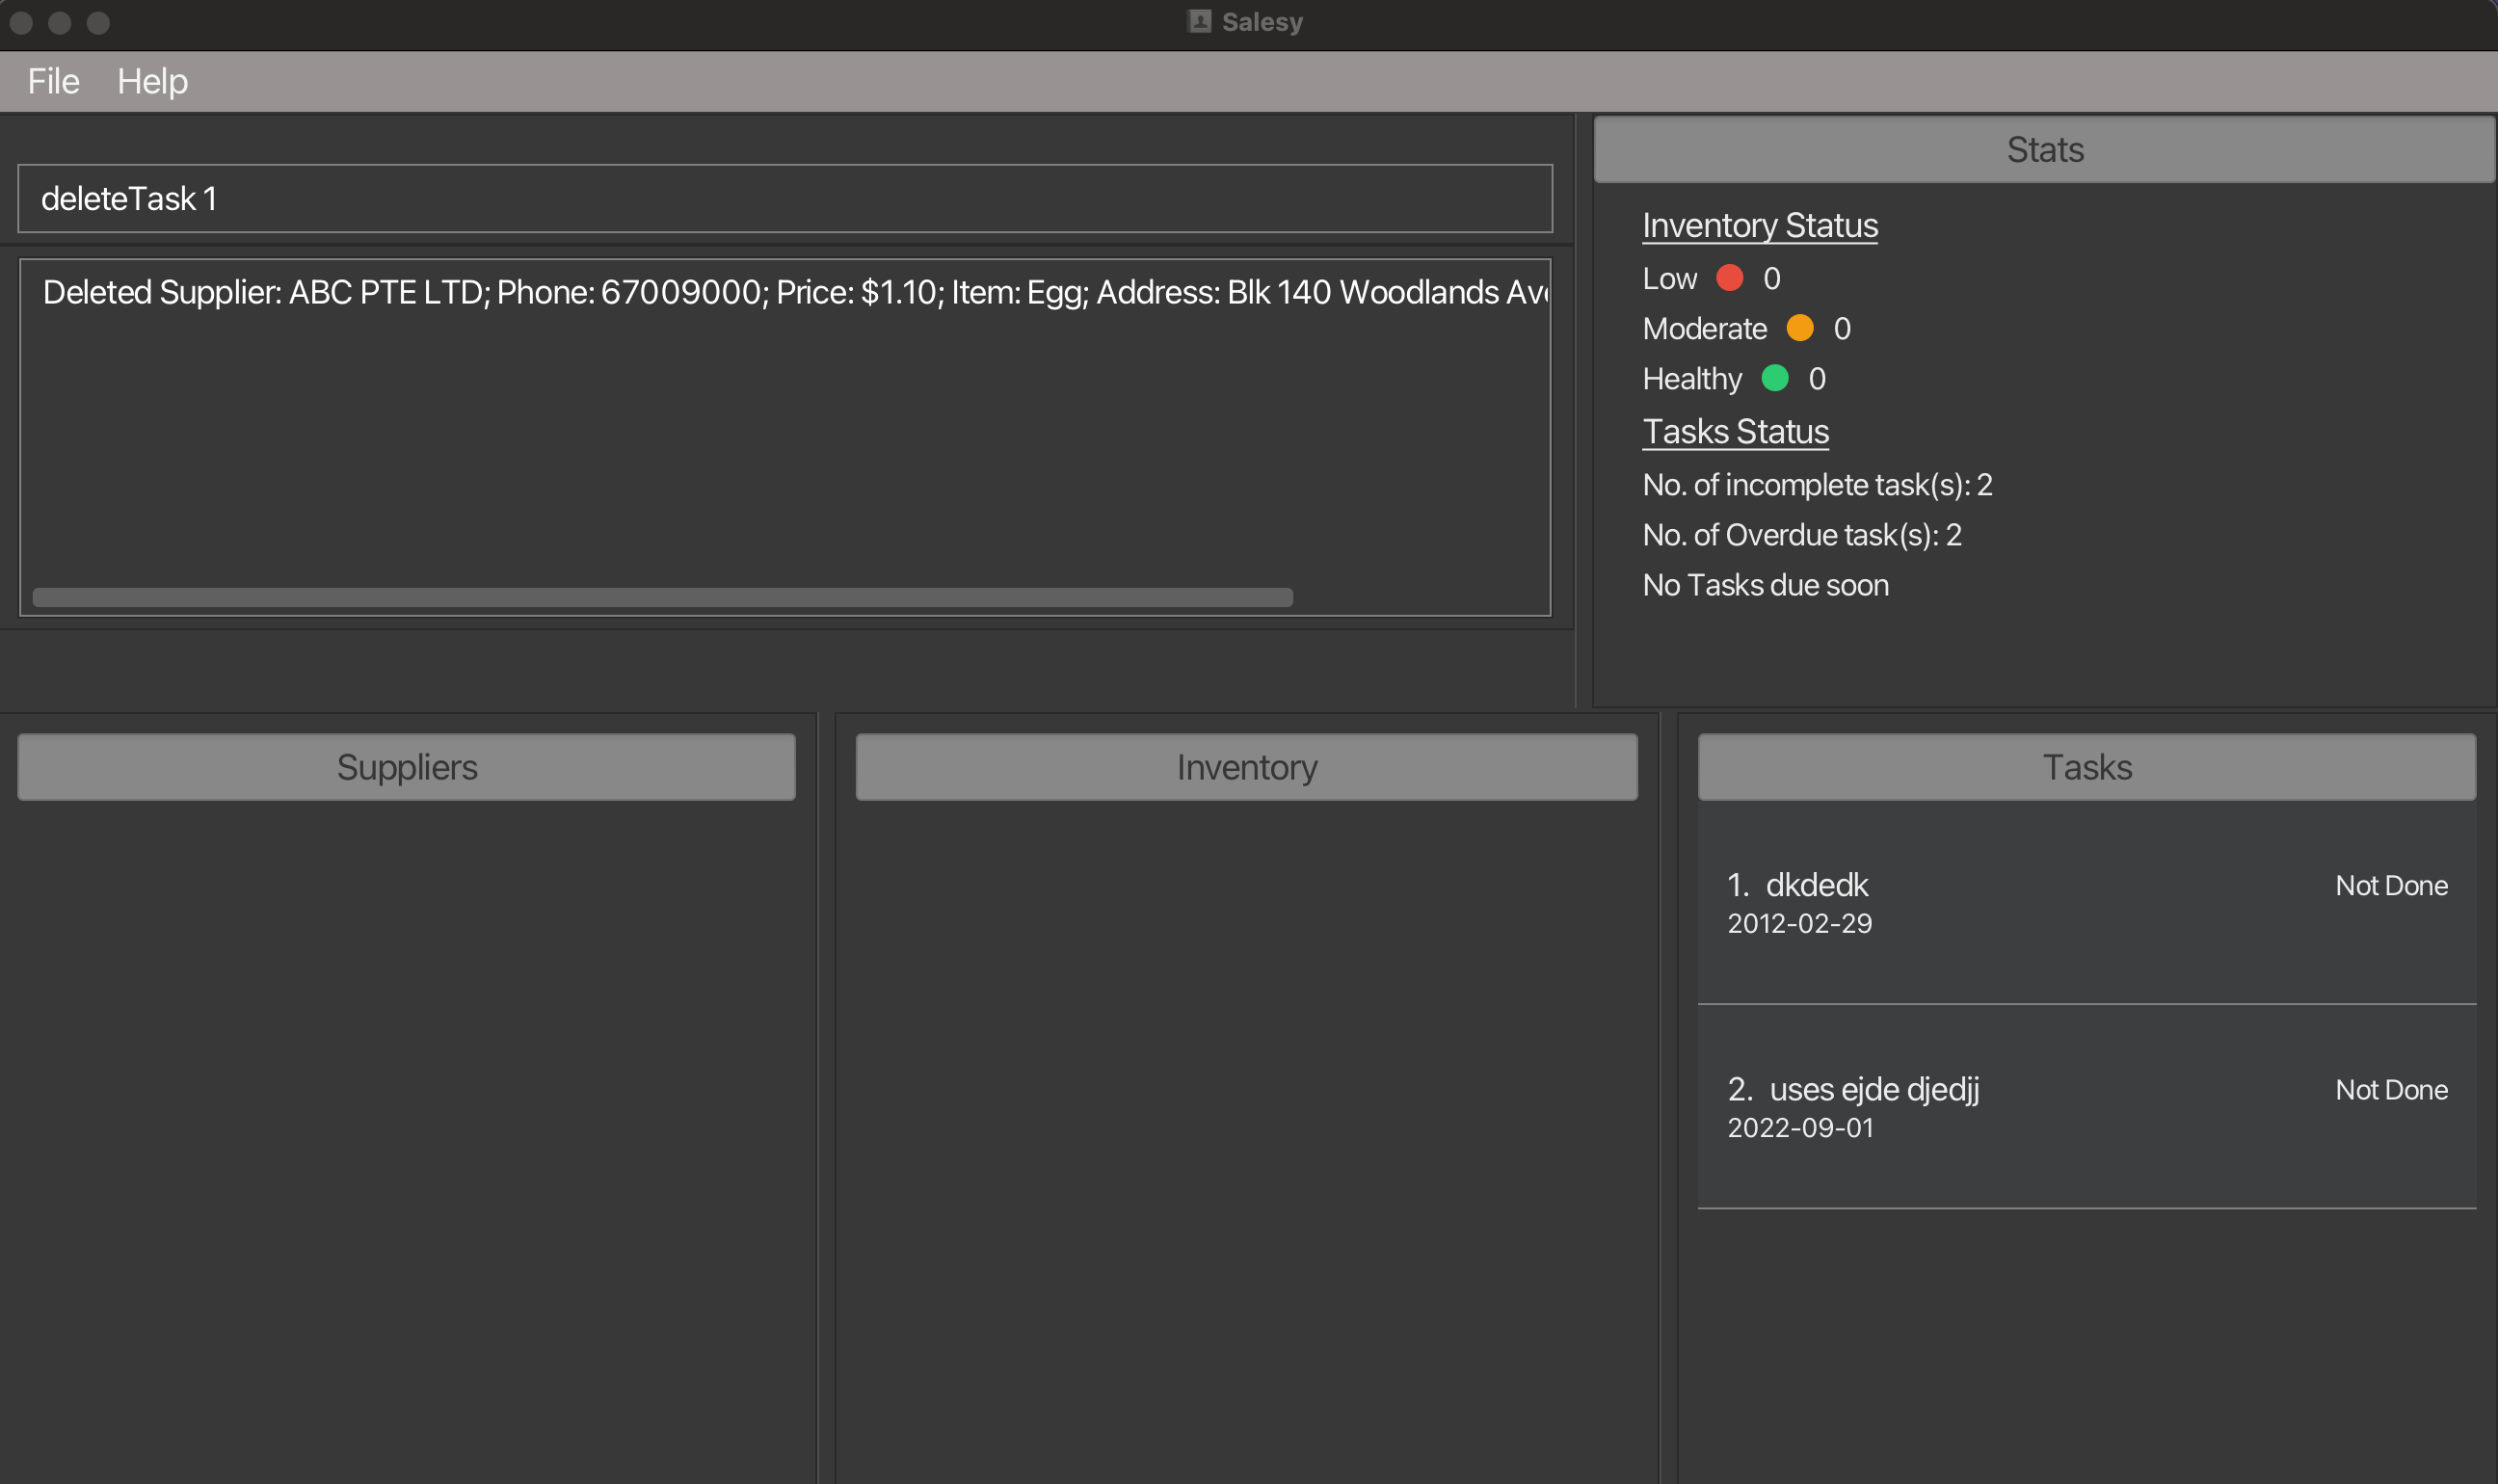 Salesy
File Help
deleteTask 1
Deleted Supplier: ABC PTE LTD; Phone: 67009000; Price: $1.10; Item: Egg; Address: Blk 140 Woodlands
Stats
Inventory Status
Low 0
Moderate 0
Healthy 0
Tasks Status
No. of incomplete task(s): 2
No. of Overdue task(s): 2
No Tasks due soon
Suppliers
Inventory
Tasks
1. dkdedk Not Done
2012-02-29
2. uses ejde djedjj Not Done
2022-09-01